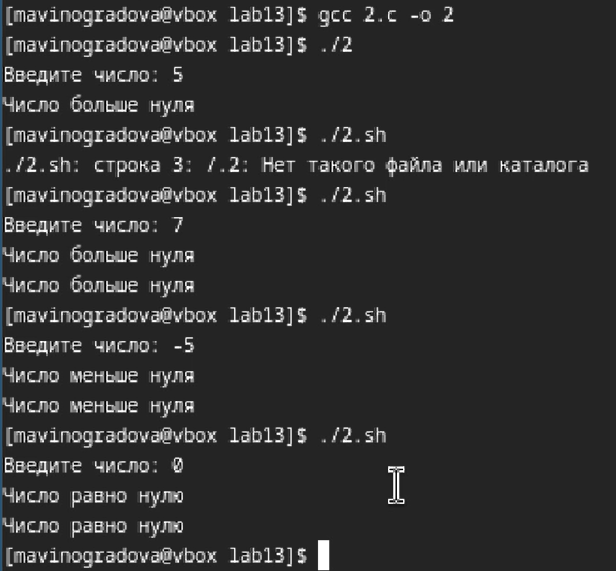 [mavinogradova@vbox lab13]$ gcc 2.c -o 2
[mavinogradova@vbox lab13]$ ./2
Введите число: 5
Число больше нуля
[mavinogradova@vbox lab13]$ ./2.sh
./2.sh: строка 3: /.2: Нет такого файла или каталога
[mavinogradova@vbox lab13]$ ./2.sh
Введите число: 7
Число больше нуля
Число больше нуля
[mavinogradova@vbox lab13]$ ./2.sh
Введите число: -5
Число меньше нуля
Число меньше нуля
[mavinogradova@vbox lab13]$ ./2.sh
Введите число: 0
Число равно нулю
Число равно нулю
[mavinogradova@vbox lab13]$